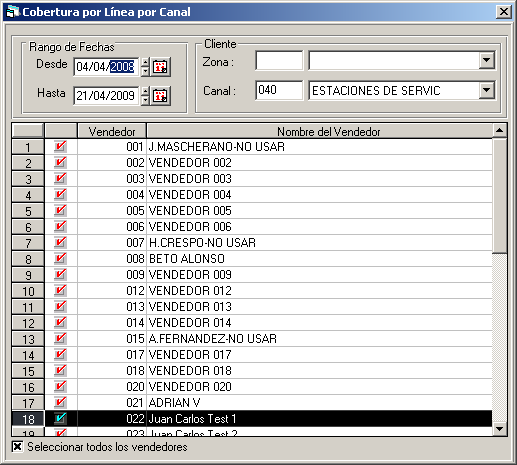 Cobertura por Línea por Canal
Rango de Fechas
Desde 04/04/2008
Hasta 21/04/2009
Cliente
Zona :
Canal : 040 ESTACIONES DE SERVIC
Vendedor Nombre del Vendedor
1 001 J.MASCHERANO-NO USAR
2 002 VENDEDOR 002
3 003 VENDEDOR 003
4 004 VENDEDOR 004
5 005 VENDEDOR 005
6 006 VENDEDOR 006
7 007 H.CRESPO-NO USAR
8 008 BETO ALONSO
9 009 VENDEDOR 009
10 012 VENDEDOR 012
11 013 VENDEDOR 013
12 014 VENDEDOR 014
13 015 A.FERNANDEZ-NO USAR
14 017 VENDEDOR 017
15 018 VENDEDOR 018
16 020 VENDEDOR 020
17 021 ADRIAN V
18 022 Juan Carlos Test 1
19 023 Juan Carlos Test 2
Seleccionar todos los vendedores